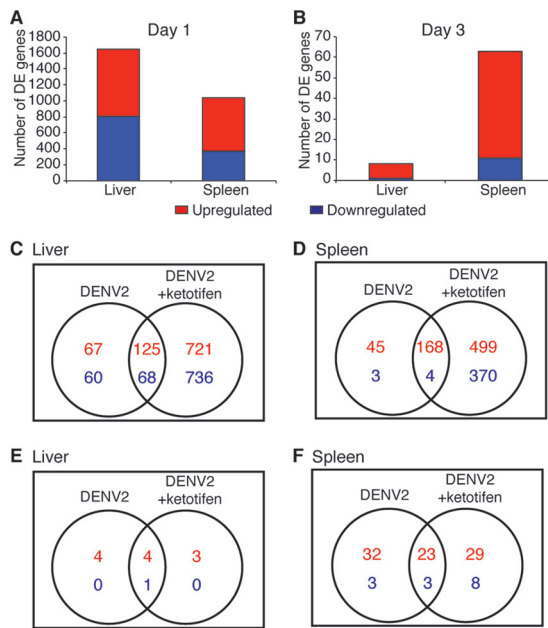 A
Day 1
Number of DE genes
1800
1600
1400
1200
1000
800
600
400
200
0
Liver Spleen
B
Day 3
Number of DE genes
70
60
50
40
30
20
10
0
Liver Spleen
Upregulated Downregulated
C Liver
DENV2 DENV2
+ketotifen
67 125 721
60 68 736
D Spleen
DENV2 DENV2
+ketotifen
45 168 499
3 4 370
E Liver
DENV2 DENV2
+ketotifen
4 4 3
0 1 0
F Spleen
DENV2 DENV2
+ketotifen
32 23 29
3 3 8